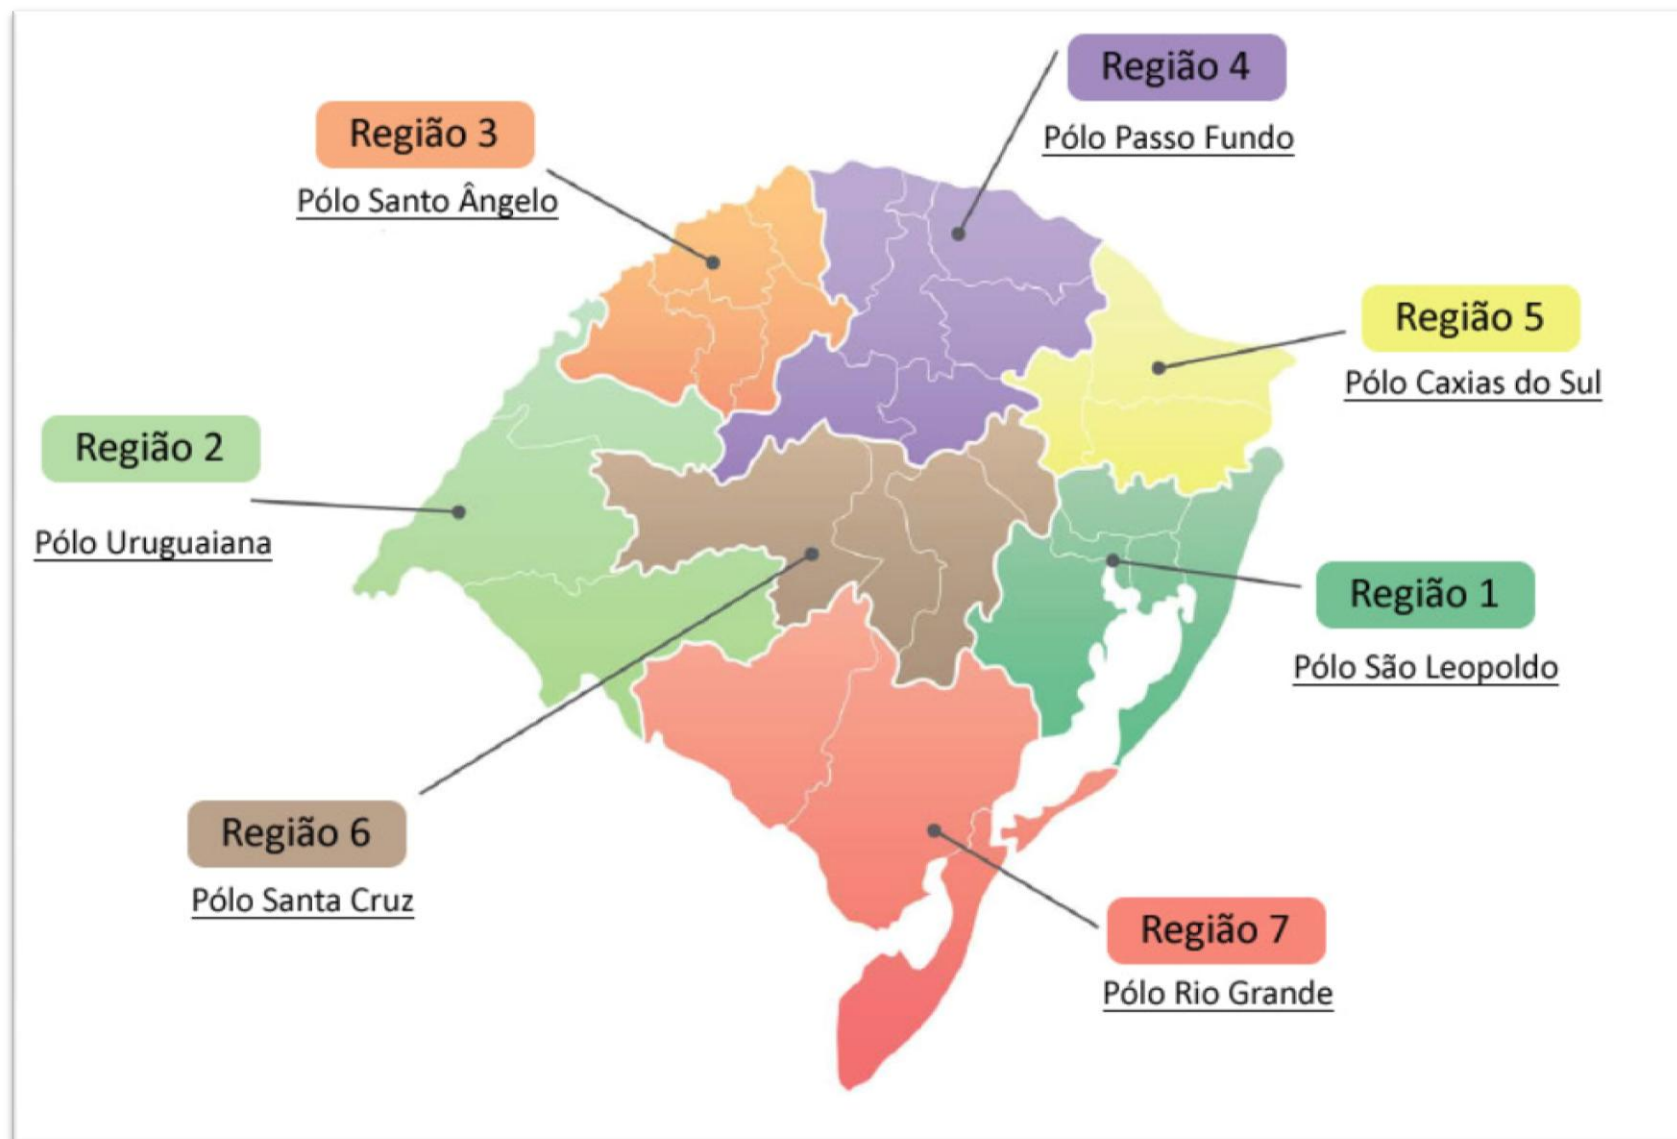 Região 4
Pólo Passo Fundo
Região 3
Pólo Santo Ângelo
Região 5
Pólo Caxias do Sul
Região 2
Pólo Uruguaiana
Região 1
Pólo São Leopoldo
Região 6
Pólo Santa Cruz
Região 7
Pólo Rio Grande